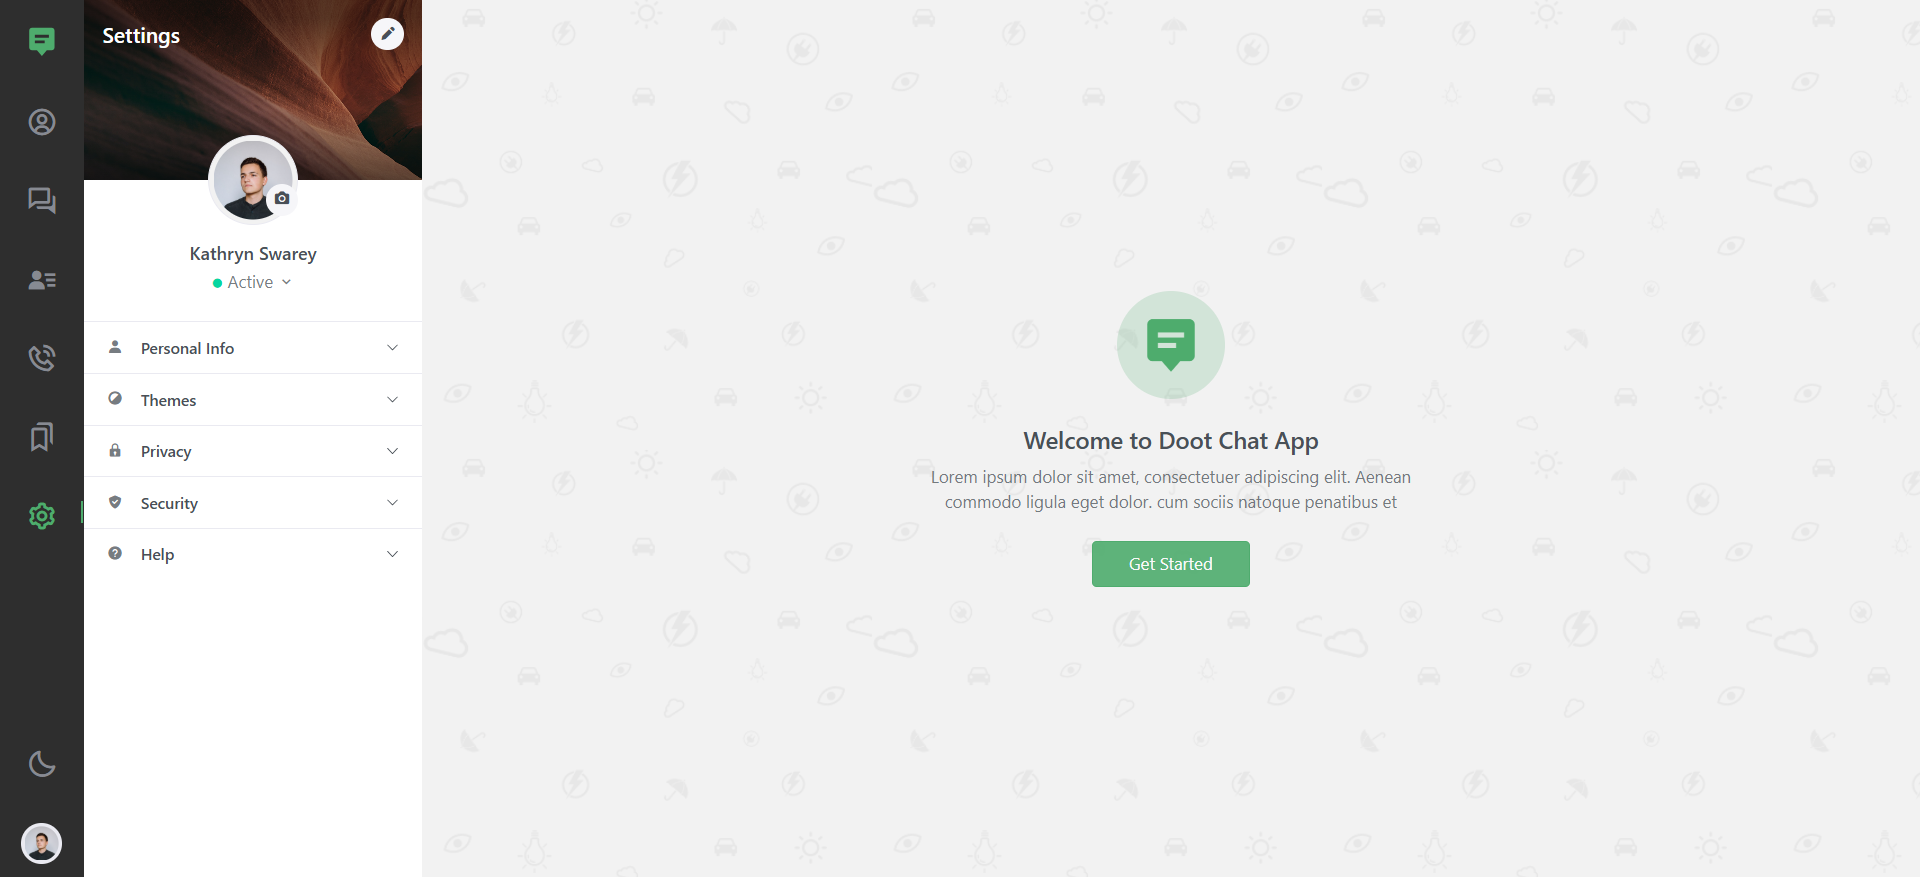 Settings
Kathryn Swarey
Active
Personal Info
Themes
Privacy
Security
Help
Welcome to Doot Chat App
Lorem ipsum dolor sit amet, consectetuer adipiscing elit. Aenean
commodo ligula eget dolor. cum sociis natoque penatibus et
Get Started